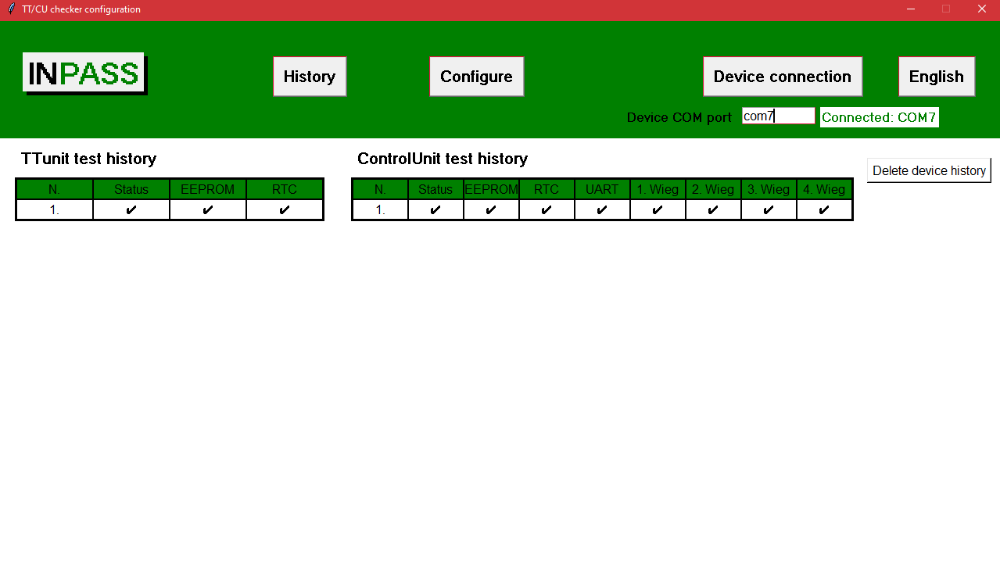 TT/CU checker configuration
INPASS
History
Configure
Device connection
English
Device COM port com7 Connected: COM7
TTunit test history
N. Status EEPROM RTC
1. ✔ ✔ ✔
ControlUnit test history
N. Status EEPROM RTC UART 1. Wieg 2. Wieg 3. Wieg 4. Wieg
1. ✔ ✔ ✔ ✔ ✔ ✔ ✔ ✔
Delete device history